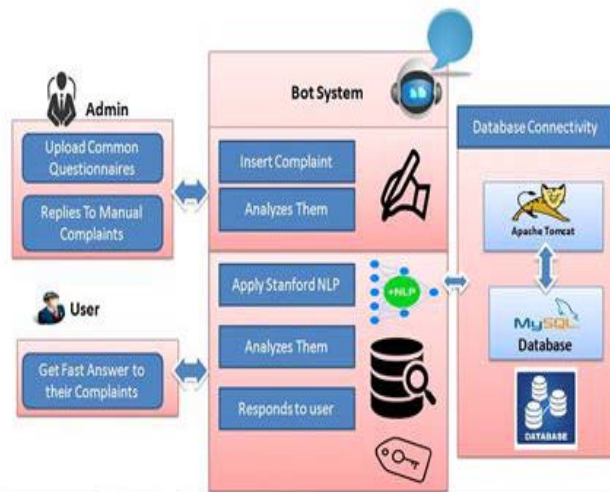 Admin
Upload Common
Questionnaires
Replies To Manual
Complaints
User
Get Fast Answer to
their Complaints
Bot System
Insert Complaint
Analyzes Them
Apply Stanford NLP
+NLP
Analyzes Them
Responds to user
Database Connectivity
Apache Tomcat
MySQL
Database
DATABASE